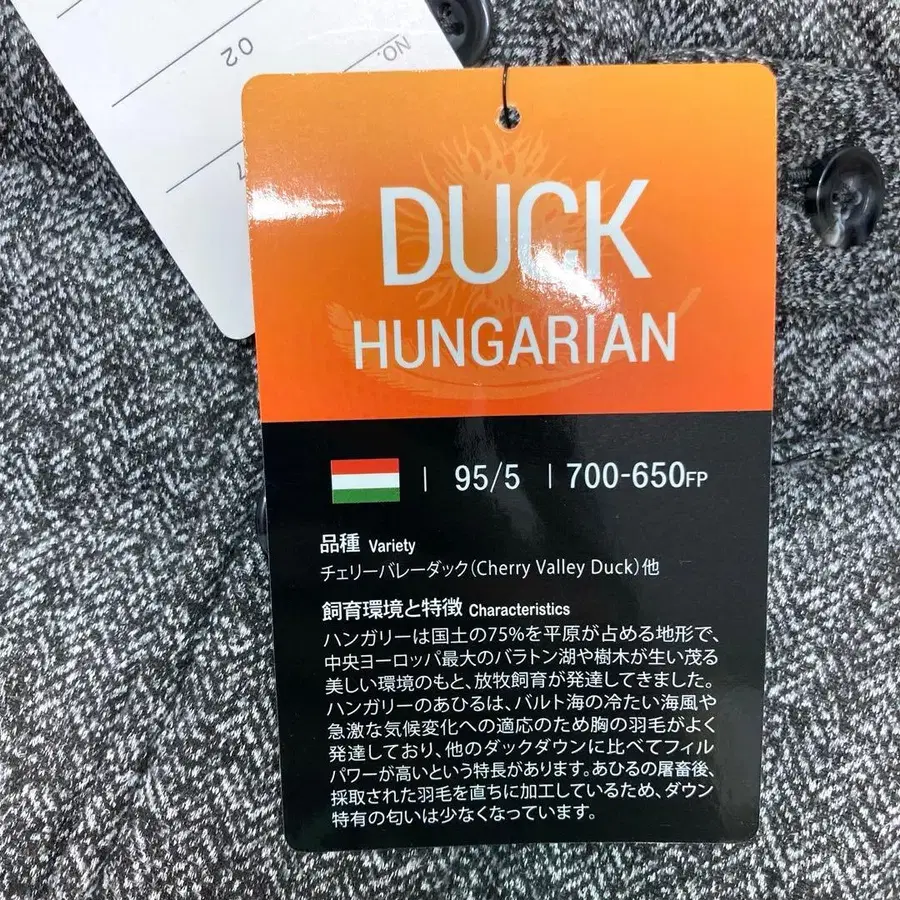 NO.
02
7
DUCK
HUNGARIAN
95/5 | 700-650FP
品種 Variety
チェリーバレーダック(Cherry Valley Duck)他
飼育環境と特徴 Characteristics
ハンガリーは国土の75%を平原が占める地形で、
中央ヨーロッパ最大のバラトン湖や樹木が生い茂る
美しい環境のもと、放牧飼育が発達してきました。
ハンガリーのあひるは、バルト海の冷たい海風や
急激な気候変化への適応のため胸の羽毛がよく
発達しており、他のダックダウンに比べてフィル
パワーが高いという特長があります。あひるの屠畜後、
採取された羽毛を直ちに加工しているため、ダウン
特有の匂いは少なくなっています。